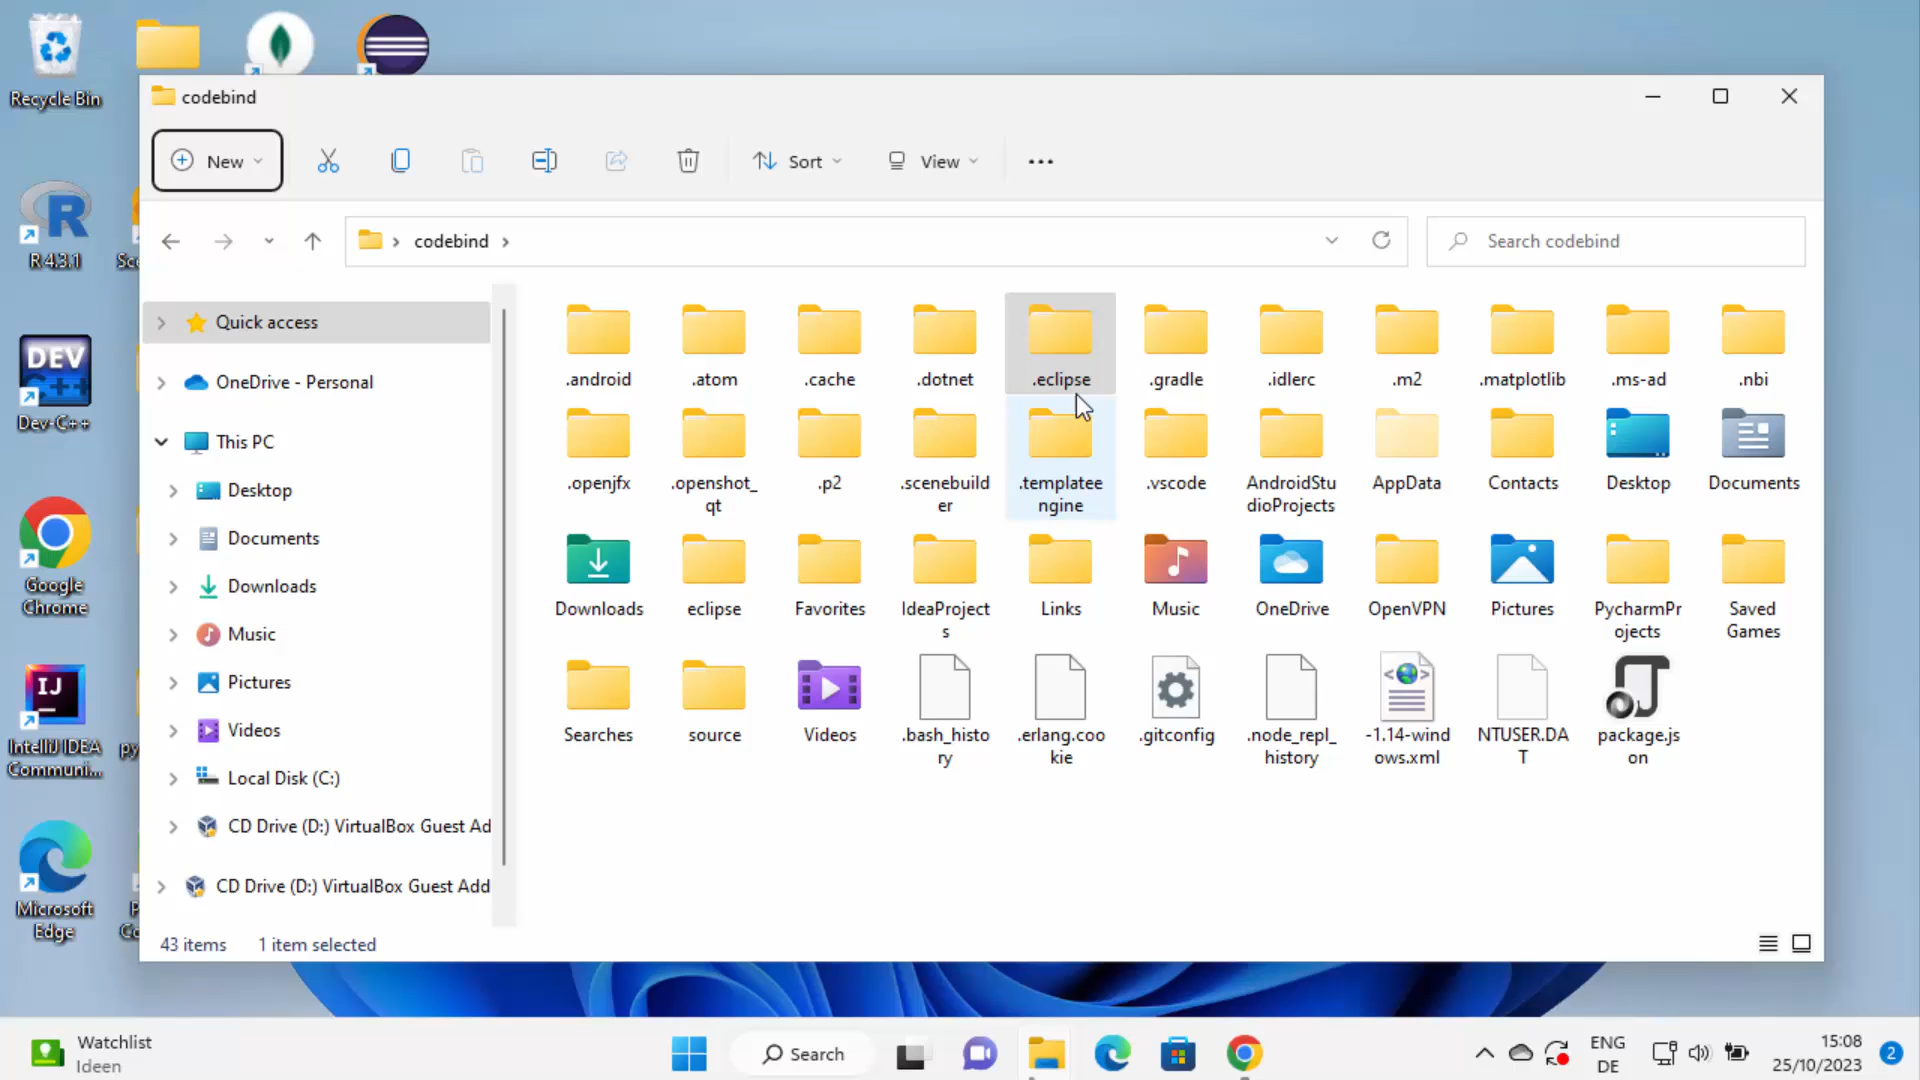 Recycle Bin
R 4.3.1
Sc
DEV
C++
Dev-C++
Google
Chrome
IJ
IntelliJ IDEA
Communi...
py
Microsoft
Edge
P
Co
codebind
New
Sort
View
codebind
Search codebind
Quick access
OneDrive - Personal
This PC
Desktop
Documents
Downloads
Music
Pictures
Videos
Local Disk (C:)
CD Drive (D:) VirtualBox Guest Ad
CD Drive (D:) VirtualBox Guest Add
.android
.atom
.cache
.dotnet
.eclipse
.gradle
.idlerc
.m2
.matplotlib
.ms-ad
.nbi
.openjfx
.openshot_
qt
.p2
.scenebuild
er
.templatee
ngine
.vscode
AndroidStu
dioProjects
AppData
Contacts
Desktop
Documents
Downloads
eclipse
Favorites
IdeaProject
s
Links
Music
OneDrive
OpenVPN
Pictures
PycharmPr
ojects
Saved
Games
Searches
source
Videos
.bash_histo
ry
.erlang.coo
kie
.gitconfig
.node_repl_
history
-1.14-wind
ows.xml
NTUSER.DA
T
package.js
on
43 items
1 item selected
Watchlist
Ideen
Search
ENG
DE
15:08
25/10/2023
2